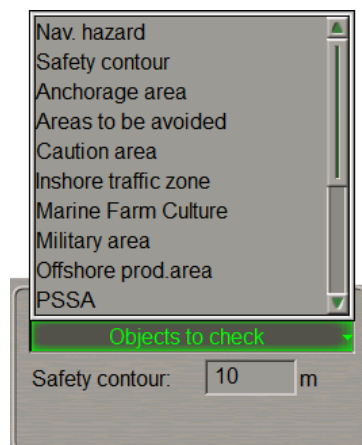 Nav. hazard
Safety contour
Anchorage area
Areas to be avoided
Caution area
Inshore traffic zone
Marine Farm Culture
Military area
Offshore prod.area
PSSA
Objects to check
Safety contour: 10 m